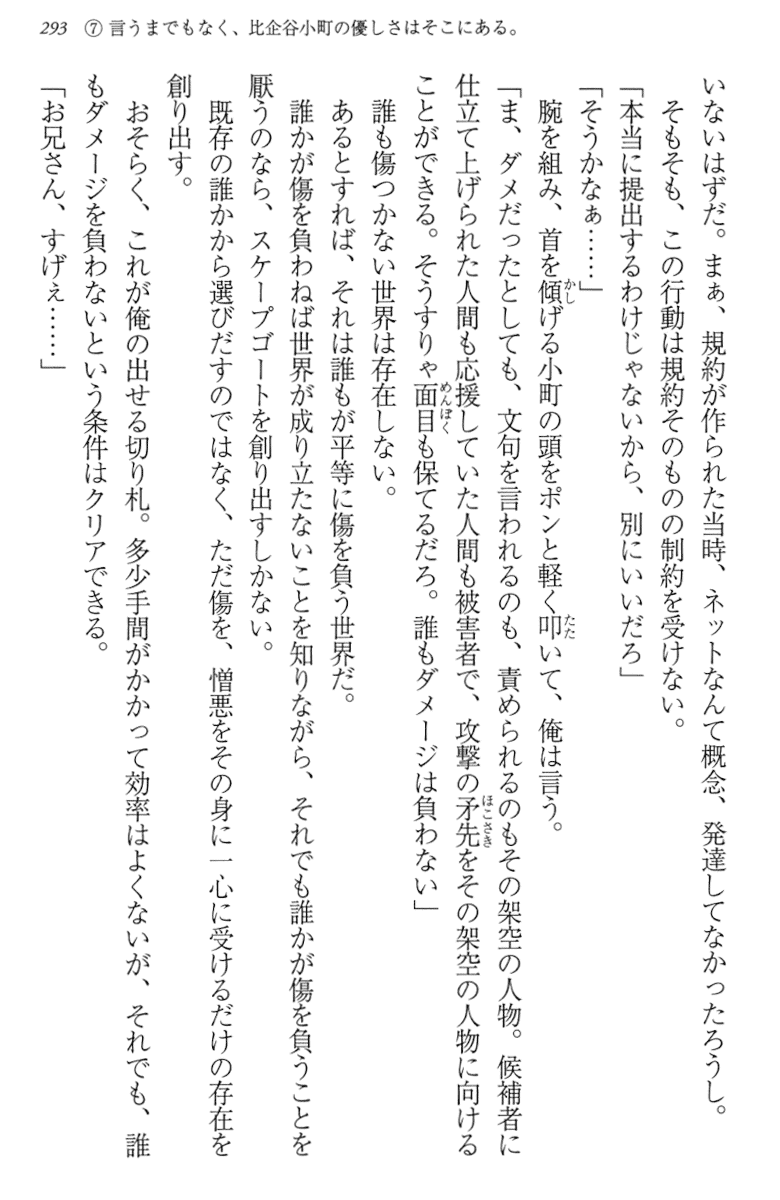 293　⑦ 言うまでもなく、比企谷小町の優しさはそこにある。
いないはずだ。まぁ、規約が作られた当時、ネットなんて概念、発達してなかったろうし。
そもそも、この行動は規約そのものの制約を受けない。
「本当に提出するわけじゃないから、別にいいだろ」
「そうかなぁ……」
腕を組み、首を傾かしげる小町の頭をポンと軽く叩たたいて、俺は言う。
「ま、ダメだったとしても、文句を言われるのも、責められるのもその架空の人物。候補者に
仕立て上げられた人間も応援していた人間も被害者で、攻撃の矛先ほこさきをその架空の人物に向ける
ことができる。そうすりゃ面目めんぼくも保てるだろ。誰もダメージは負わない」
誰も傷つかない世界は存在しない。
あるとすれば、それは誰もが平等に傷を負う世界だ。
誰かが傷を負わねば世界が成り立たないことを知りながら、それでも誰かが傷を負うことを
厭うのなら、スケープゴートを創り出すしかない。
既存の誰かから選びだすのではなく、ただ傷を、憎悪をその身に一心に受けるだけの存在を
創り出す。
おそらく、これが俺の出せる切り札。多少手間がかかって効率はよくないが、それでも、誰
もダメージを負わないという条件はクリアできる。
「お兄さん、すげぇ……」